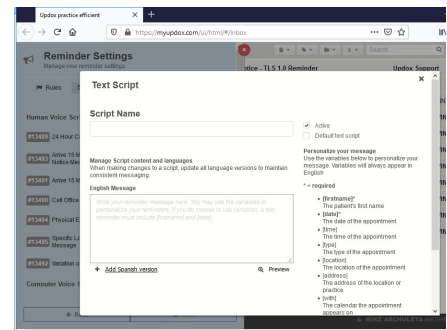 Updox practice efficient
https://myupdox.com/ui/html/#/inbox
Reminder Settings
Manage your reminder settings
Search...
TLS 1.0 Reminder
Updox Support
Rules
Human Voice Scr
#13489 24 Hour C
#13493 Arrive 15 M
Notice Mes
#13491 Arrive 15 M
#13490 Call Office
#13494 Physical E
#13495 Specific Lo
Message
#13492 Variation o
Computer Voice S
Text Script
Script Name
Active
Default text script
Manage Script content and languages
When making changes to a script, update all language versions to maintain
consistent messaging.
English Message
Write your reminder message here. You may use the variables to
personalize your reminders. If you do choose to use variables, a text
reminder must include [firstname] and [date].
Add Spanish version
Preview
Personalize your message
Use the variables below to personalize your
message. Variables will always appear in
English
* = required
[firstname]*
The patient's first name
[date]*
The date of the appointment
[time]
The time of the appointment
[type]
The type of the appointment
[location]
The location of the appointment
[address]
The address of the location or
practice
[with]
The calendar the appointment
appears on
MIKE ARCHULETA